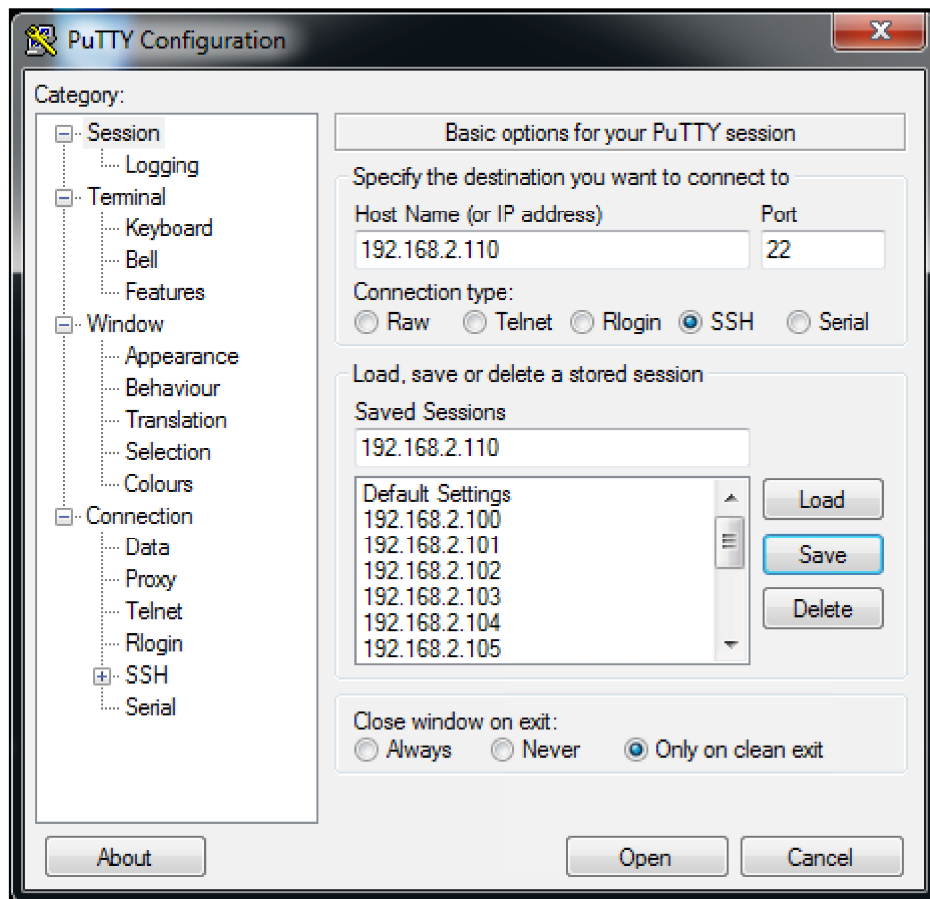 PuTTY Configuration
Category:
Session
Logging
Terminal
Keyboard
Bell
Features
Window
Appearance
Behaviour
Translation
Selection
Colours
Connection
Data
Proxy
Telnet
Rlogin
SSH
Serial
Basic options for your PuTTY session
Specify the destination you want to connect to
Host Name (or IP address) Port
192.168.2.110 22
Connection type:
Raw Telnet Rlogin SSH Serial
Load, save or delete a stored session
Saved Sessions
192.168.2.110
Default Settings
192.168.2.100
192.168.2.101
192.168.2.102
192.168.2.103
192.168.2.104
192.168.2.105
Load
Save
Delete
Close window on exit:
Always Never Only on clean exit
About Open Cancel